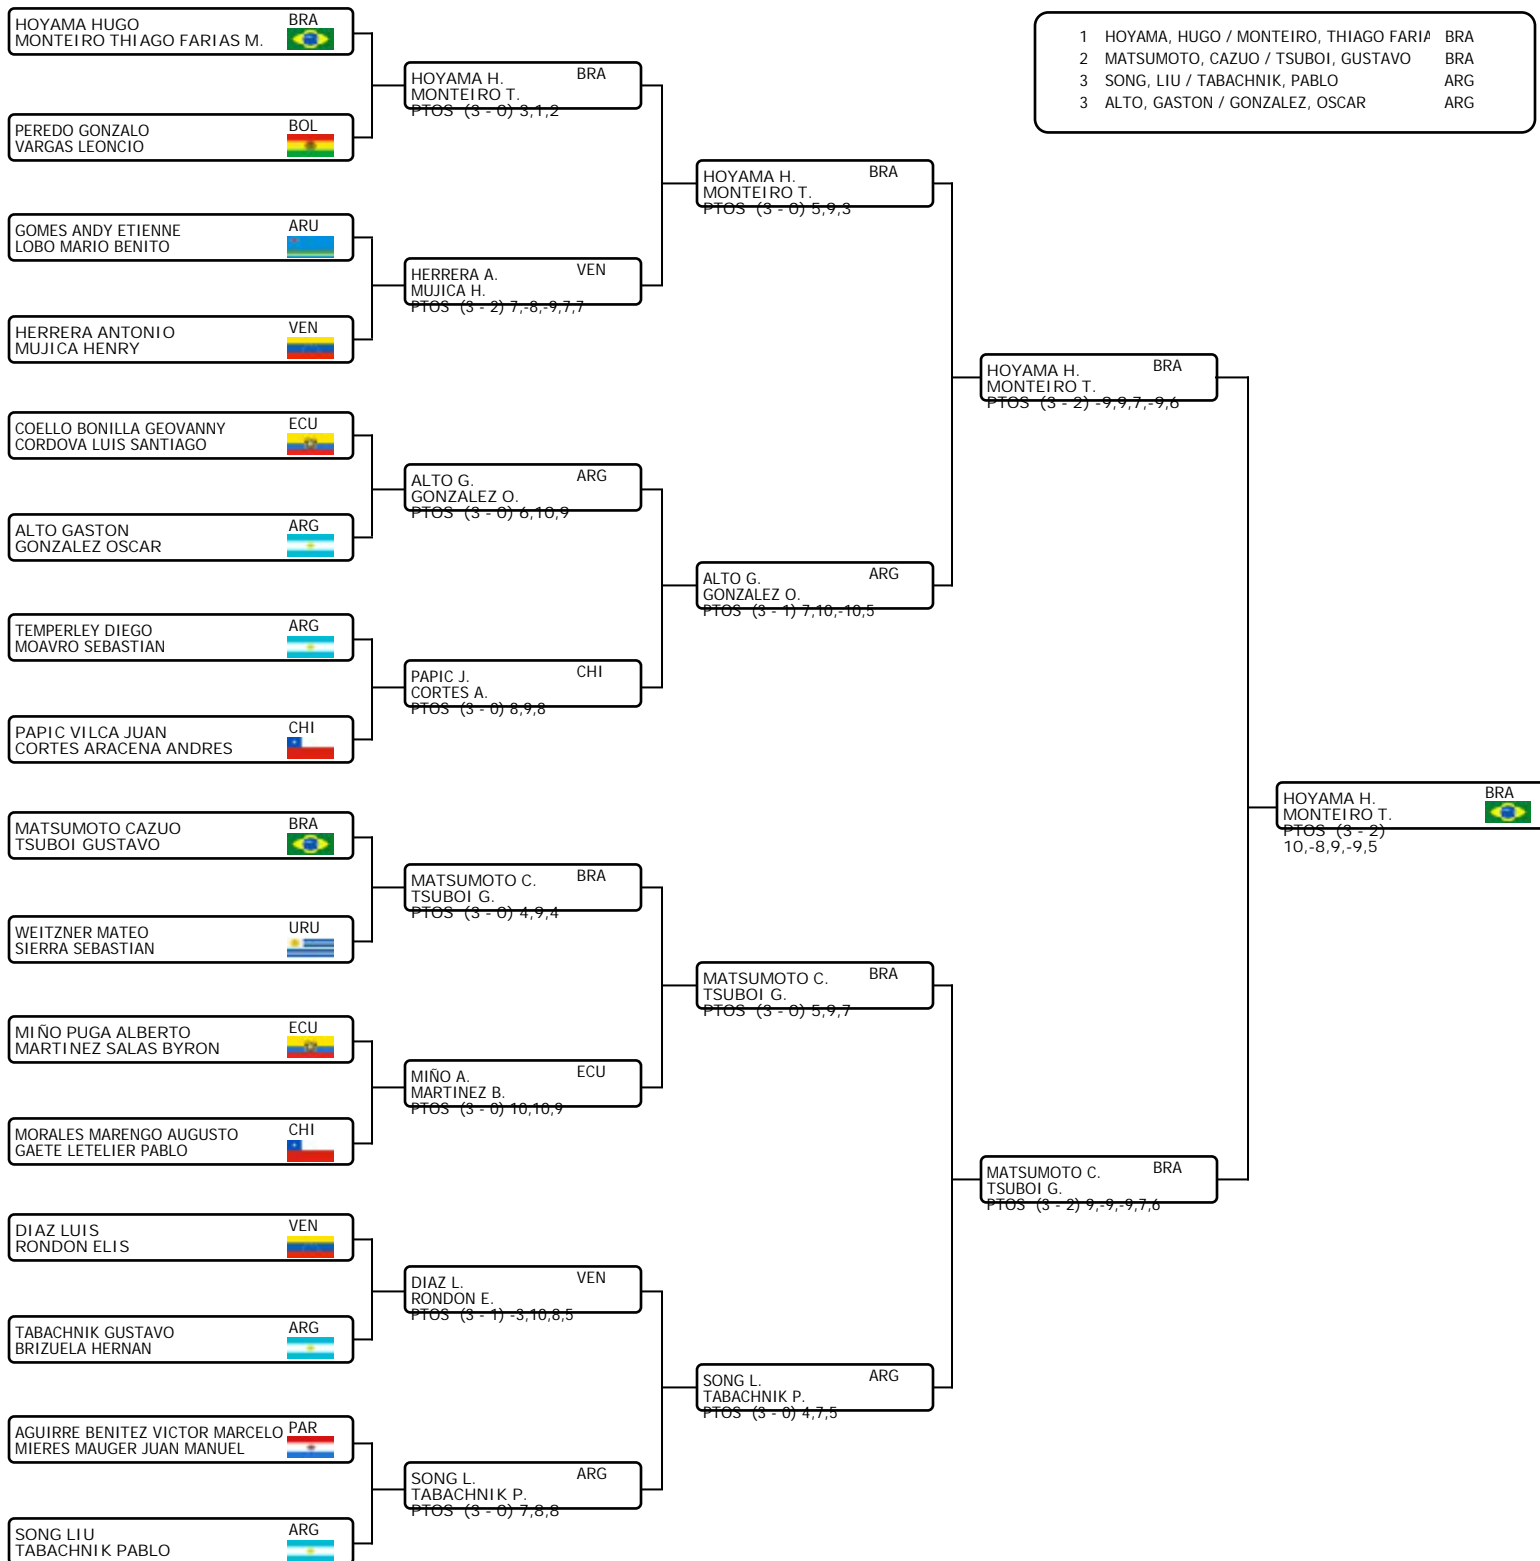 HOYAMA HUGO BRA
MONTEIRO THIAGO FARIAS M.
PEREDO GONZALO BOL
VARGAS LEONCIO
GOMES ANDY ETIENNE ARU
LOBO MARIO BENITO
HERRERA ANTONIO VEN
MUJICA HENRY
COELLO BONILLA GEOVANNY ECU
CORDOVA LUIS SANTIAGO
ALTO GASTON ARG
GONZALEZ OSCAR
TEMPERLEY DIEGO ARG
MOAVRO SEBASTIAN
PAPIC VILCA JUAN CHI
CORTES ARACENA ANDRES
MATSUMOTO CAZUO BRA
TSUBOI GUSTAVO
WEITZNER MATEO URU
SIERRA SEBASTIAN
MIÑO PUGA ALBERTO ECU
MARTINEZ SALAS BYRON
MORALES MARENGO AUGUSTO CHI
GAETE LETELIER PABLO
DIAZ LUIS VEN
RONDON ELIS
TABACHNIK GUSTAVO ARG
BRIZUELA HERNAN
AGUIRRE BENITEZ VICTOR MARCELO PAR
MIERES MAUGER JUAN MANUEL
SONG LIU ARG
TABACHNIK PABLO
HOYAMA H. BRA
MONTEIRO T.
PTOS (3 - 0) 3,1,2
HERRERA A. VEN
MUJICA H.
PTOS (3 - 2) 7,-8,-9,7,7
ALTO G. ARG
GONZALEZ O.
PTOS (3 - 0) 6,10,9
PAPIC J. CHI
CORTES A.
PTOS (3 - 0) 8,9,8
MATSUMOTO C. BRA
TSUBOI G.
PTOS (3 - 0) 4,9,4
MIÑO A. ECU
MARTINEZ B.
PTOS (3 - 0) 10,10,9
DIAZ L. VEN
RONDON E.
PTOS (3 - 1) -3,10,8,5
SONG L. ARG
TABACHNIK P.
PTOS (3 - 0) 7,8,8
HOYAMA H. BRA
MONTEIRO T.
PTOS (3 - 0) 5,9,3
ALTO G. ARG
GONZALEZ O.
PTOS (3 - 1) 7,10,-10,5
MATSUMOTO C. BRA
TSUBOI G.
PTOS (3 - 0) 5,9,7
SONG L. ARG
TABACHNIK P.
PTOS (3 - 0) 4,7,5
HOYAMA H. BRA
MONTEIRO T.
PTOS (3 - 2) -9,9,7,-9,6
MATSUMOTO C. BRA
TSUBOI G.
PTOS (3 - 2) 9,-9,-9,7,6
HOYAMA H. BRA
MONTEIRO T.
PTOS (3 - 2)
10,-8,9,-9,5
1 HOYAMA, HUGO / MONTEIRO, THIAGO FARIA BRA
2 MATSUMOTO, CAZUO / TSUBOI, GUSTAVO BRA
3 SONG, LIU / TABACHNIK, PABLO ARG
3 ALTO, GASTON / GONZALEZ, OSCAR ARG